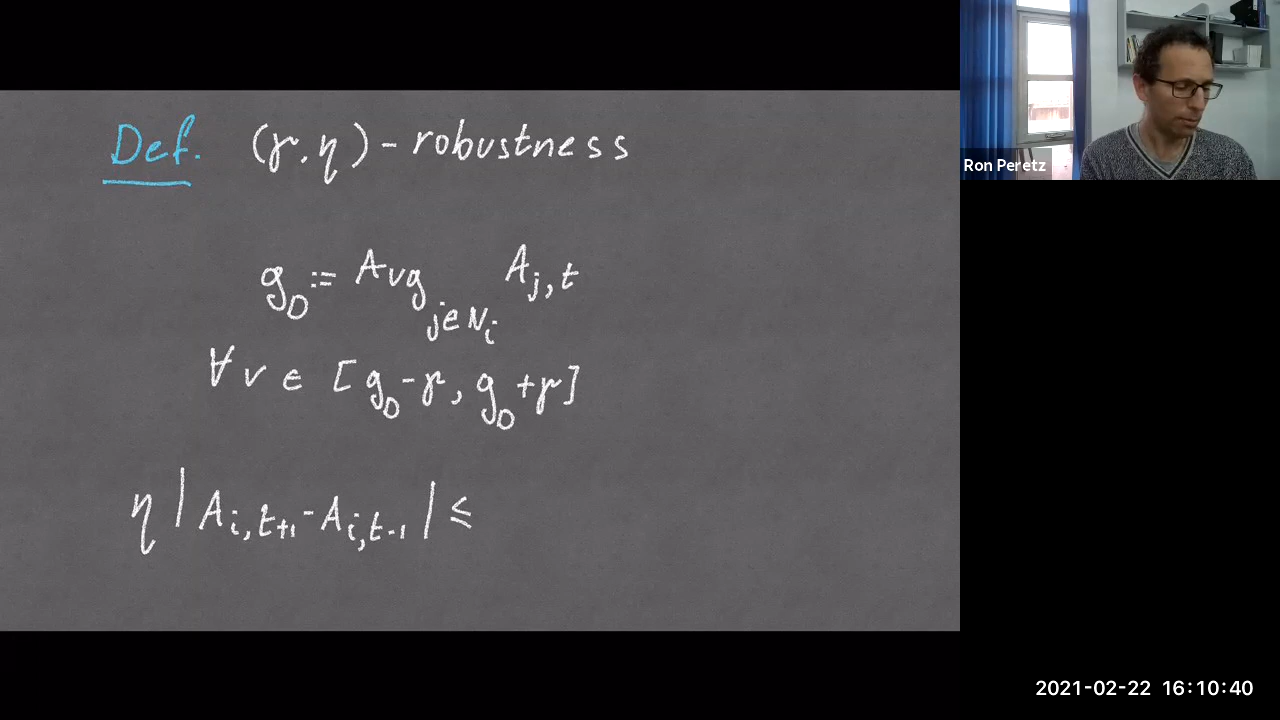 Def. (γ,η)-robustness
g₀ := Avg_{j∈N_i} A_{j,t}
∀ v ∈ [g₀-γ, g₀+γ]
η |A_{i,t+1} - A_{i,t-1}| ≤
Ron Peretz
2021-02-22 16:10:40